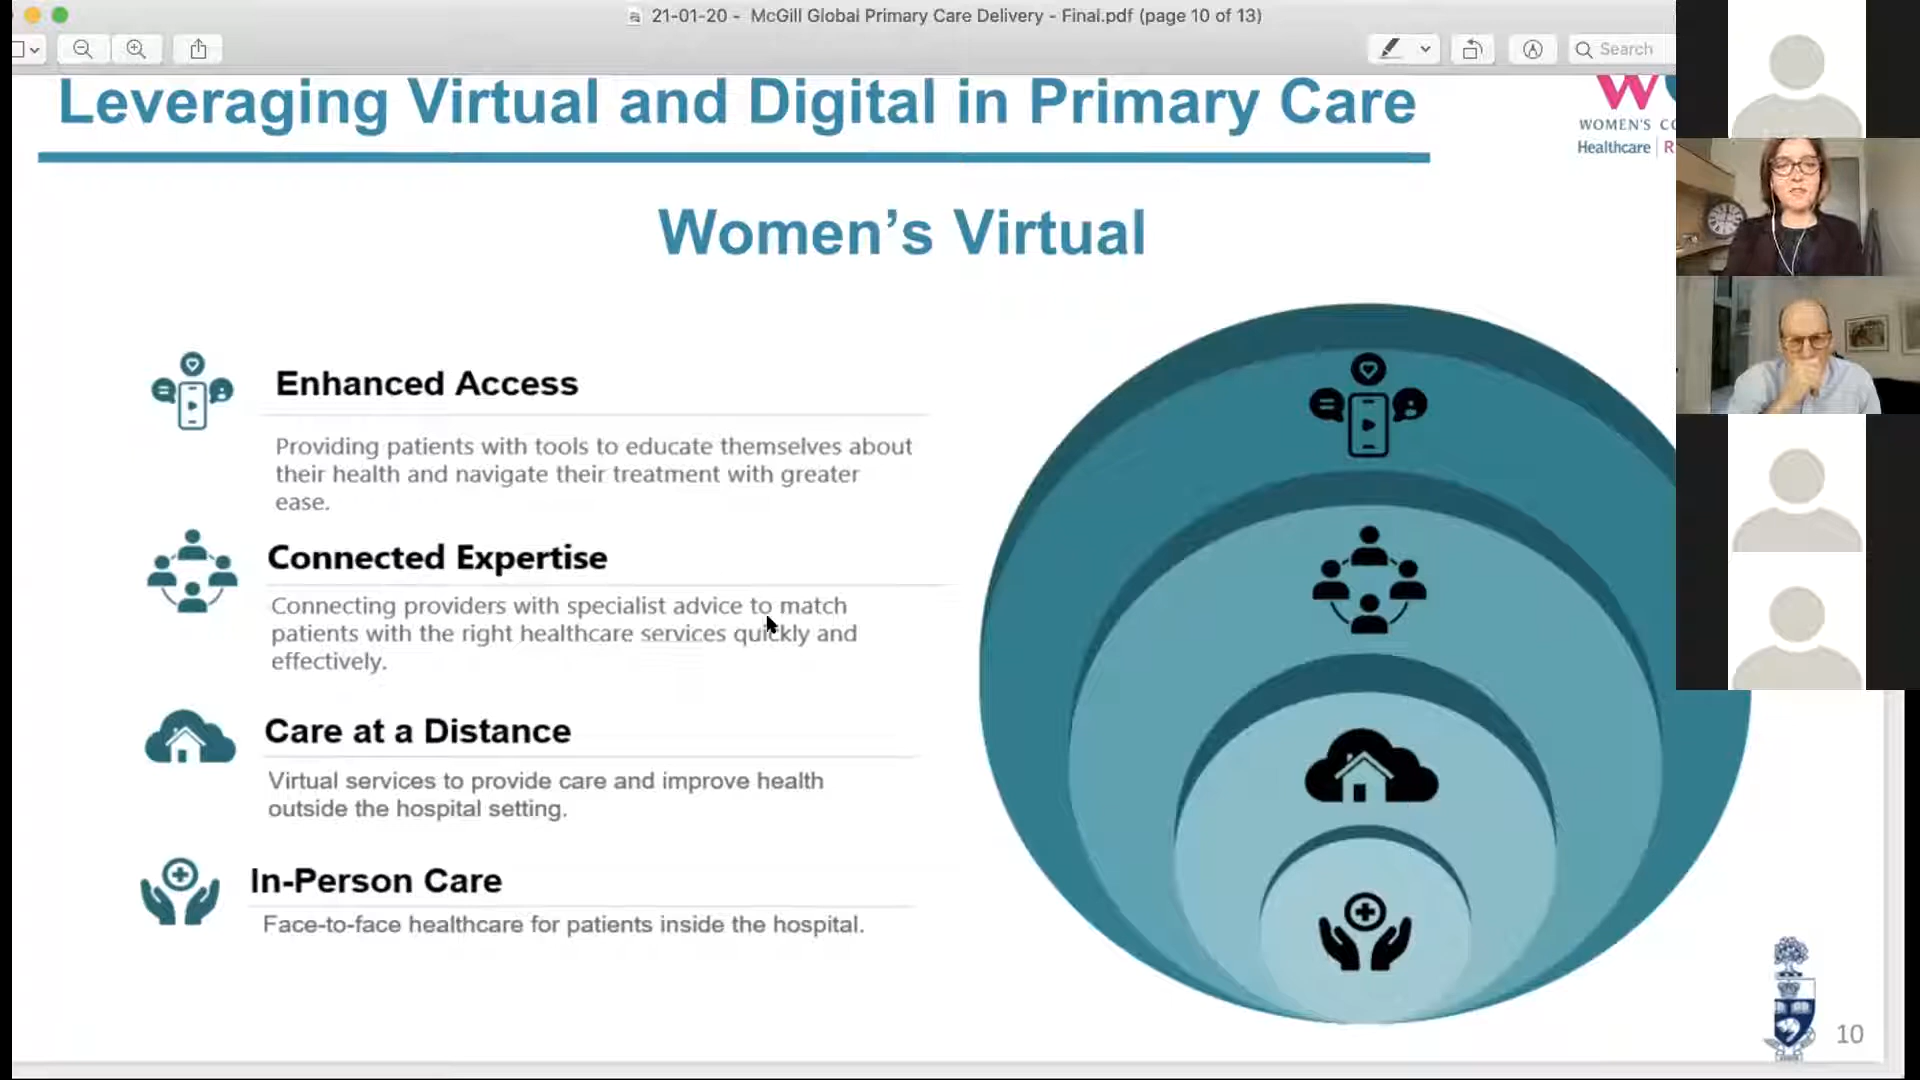 21-01-20 - McGill Global Primary Care Delivery - Final.pdf (page 10 of 13)
Search
Leveraging Virtual and Digital in Primary Care
WOMEN'S
Healthcare
Women's Virtual
Enhanced Access
Providing patients with tools to educate themselves about
their health and navigate their treatment with greater
ease.
Connected Expertise
Connecting providers with specialist advice to match
patients with the right healthcare services quickly and
effectively.
Care at a Distance
Virtual services to provide care and improve health
outside the hospital setting.
In-Person Care
Face-to-face healthcare for patients inside the hospital.
10